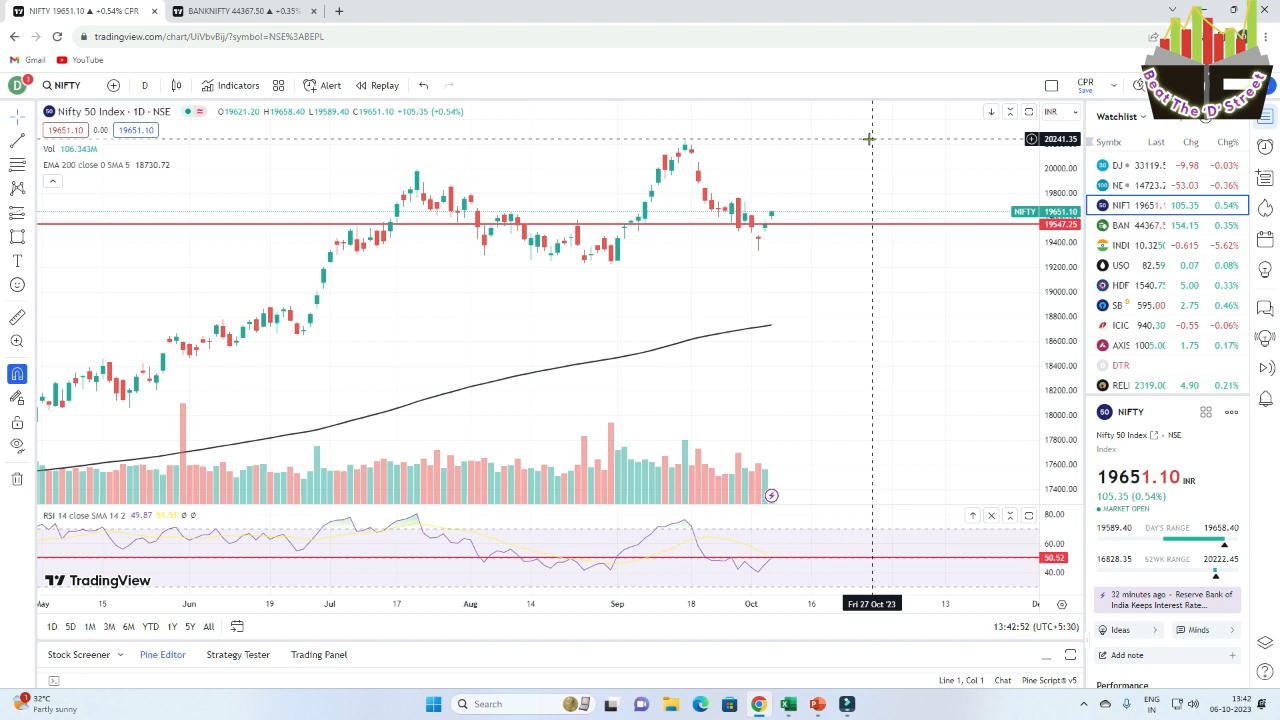 NIFTY 19651.10 ▲ +0.54% CPR
BANKNIFTY 44367.50 ▲ +0.35%
tradingview.com/chart/UiVbvBij/?symbol=NSE%3ABEPL
Gmail
YouTube
Beat The 'D' Street
D
3
NIFTY
D
Indicators
Alert
Replay
CPR
Save
Nifty 50 Index · 1D · NSE
O19621.20 H19658.40 L19589.40 C19651.10 +105.35 (+0.54%)
INR
19651.10
0.00
19651.10
Vol 106.343M
EMA 200 close 0 SMA 5 18730.72
20241.35
20000.00
19800.00
NIFTY 19651.10
19547.25
19400.00
19200.00
19000.00
18800.00
18600.00
18400.00
18200.00
18000.00
17800.00
17600.00
17400.00
RSI 14 close SMA 14 2 49.87 51.51 Ø Ø
80.00
60.00
50.52
40.00
TradingView
May
15
Jun
19
Jul
17
Aug
14
Sep
18
Oct
16
Fri 27 Oct '23
13
De
1D
5D
1M
3M
6M
YTD
1Y
5Y
All
13:42:52 (UTC+5:30)
Stock Screener
Pine Editor
Strategy Tester
Trading Panel
Line 1, Col 1
Chat
Pine Script® v5
Watchlist
Symbc Last Chg Chg%
DJ 33119.5 -9.98 -0.03%
NE 14723.2 -53.03 -0.36%
NIFT 19651.1 105.35 0.54%
BAN 44367.5 154.15 0.35%
INDI 10.3250 -0.615 -5.62%
USO 82.59 0.07 0.08%
HDF 1540.75 5.00 0.33%
SB D 595.00 2.75 0.46%
ICIC 940.30 -0.55 -0.06%
AXIS 1005.00 1.75 0.17%
DTR
RELI 2319.00 4.90 0.21%
50
NIFTY
Nifty 50 Index · NSE
Index
19651.10 INR
105.35 (0.54%)
MARKET OPEN
19589.40 DAY'S RANGE 19658.40
16828.35 52WK RANGE 20222.45
32 minutes ago • Reserve Bank of
India Keeps Interest Rate...
Ideas
Minds
Add note
Performance
1
32°C
Partly sunny
Search
ENG
IN
13:42
06-10-2023